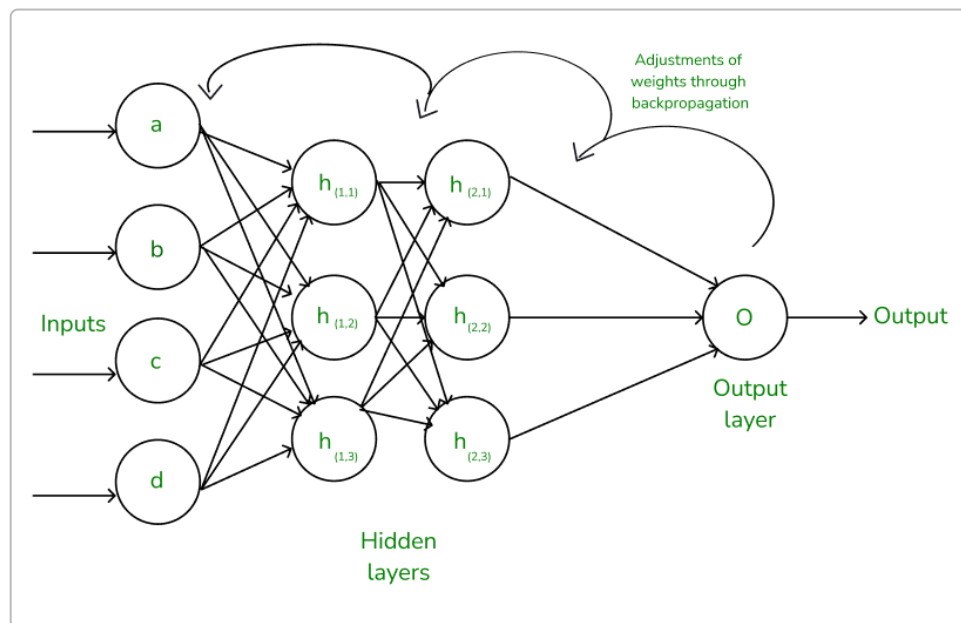 Adjustments of
weights through
backpropagation
a
h (1,1)
h (2,1)
b
Inputs
h (1,2)
h (2,2)
O
Output
c
Output
layer
h (1,3)
h (2,3)
d
Hidden
layers